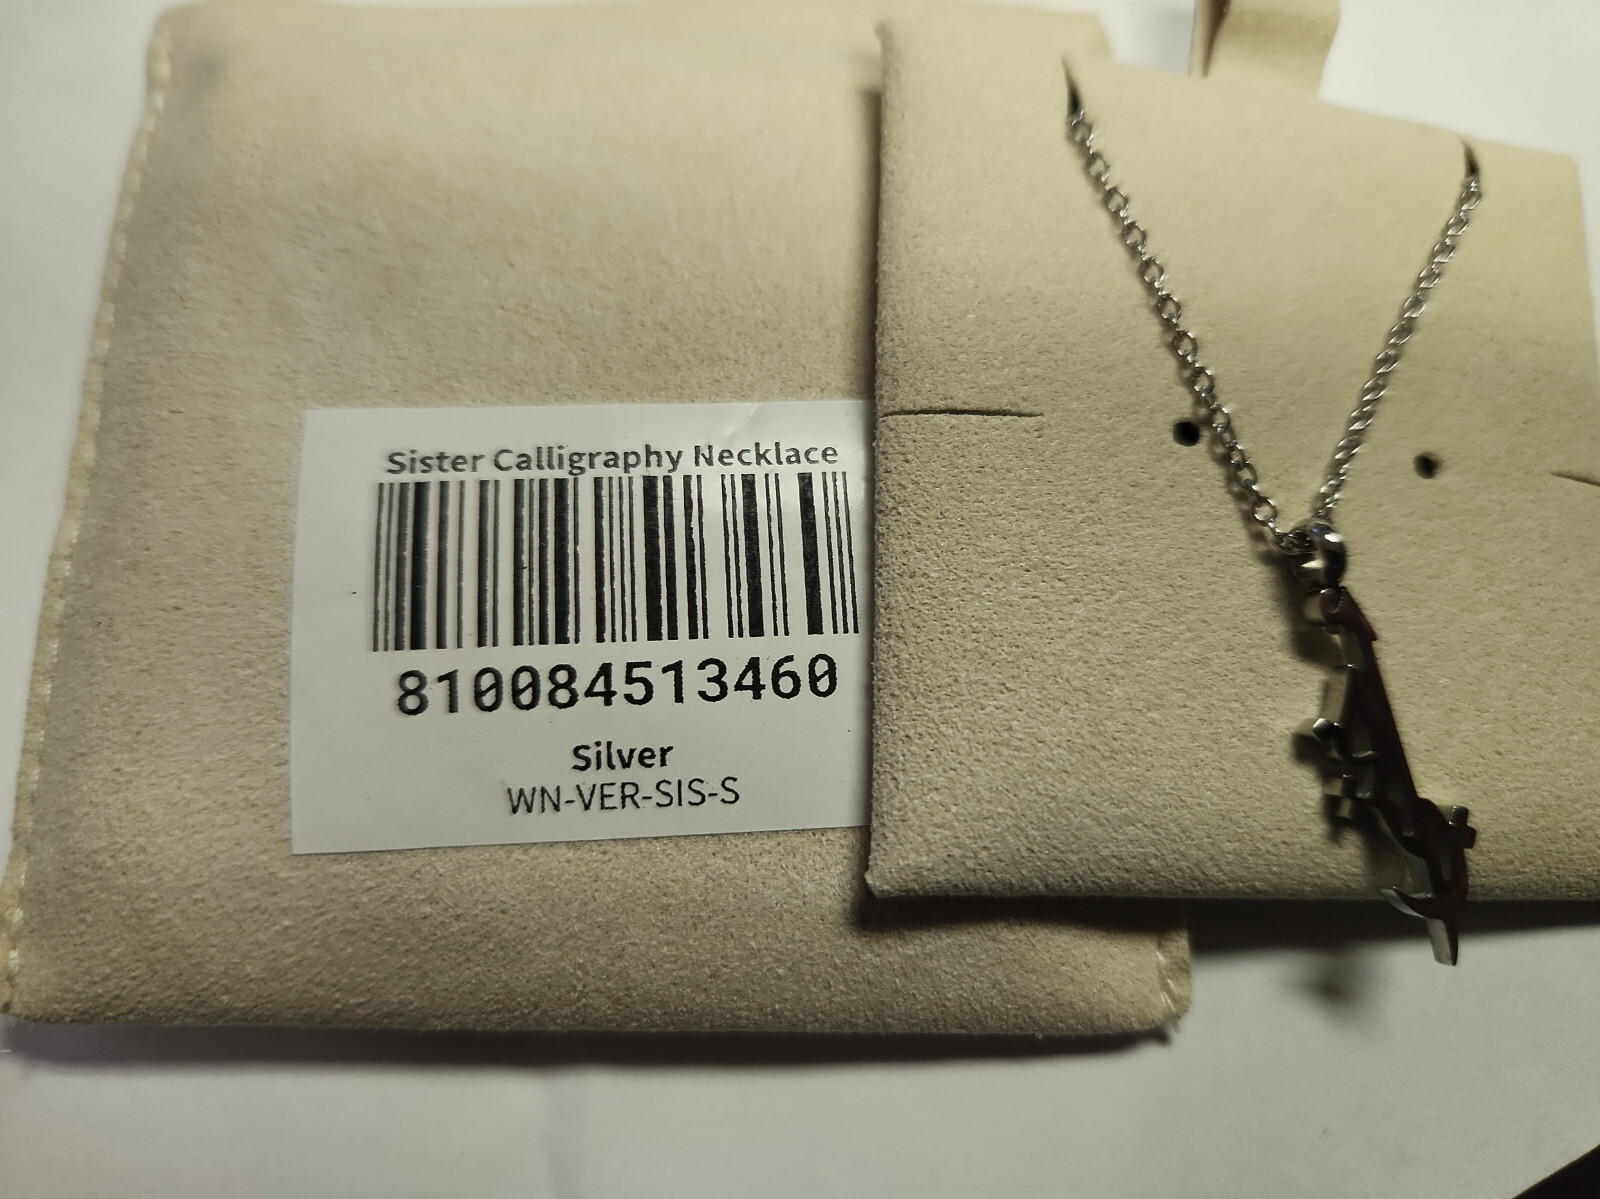 Sister Calligraphy Necklace
810084513460
Silver
WN-VER-SIS-S